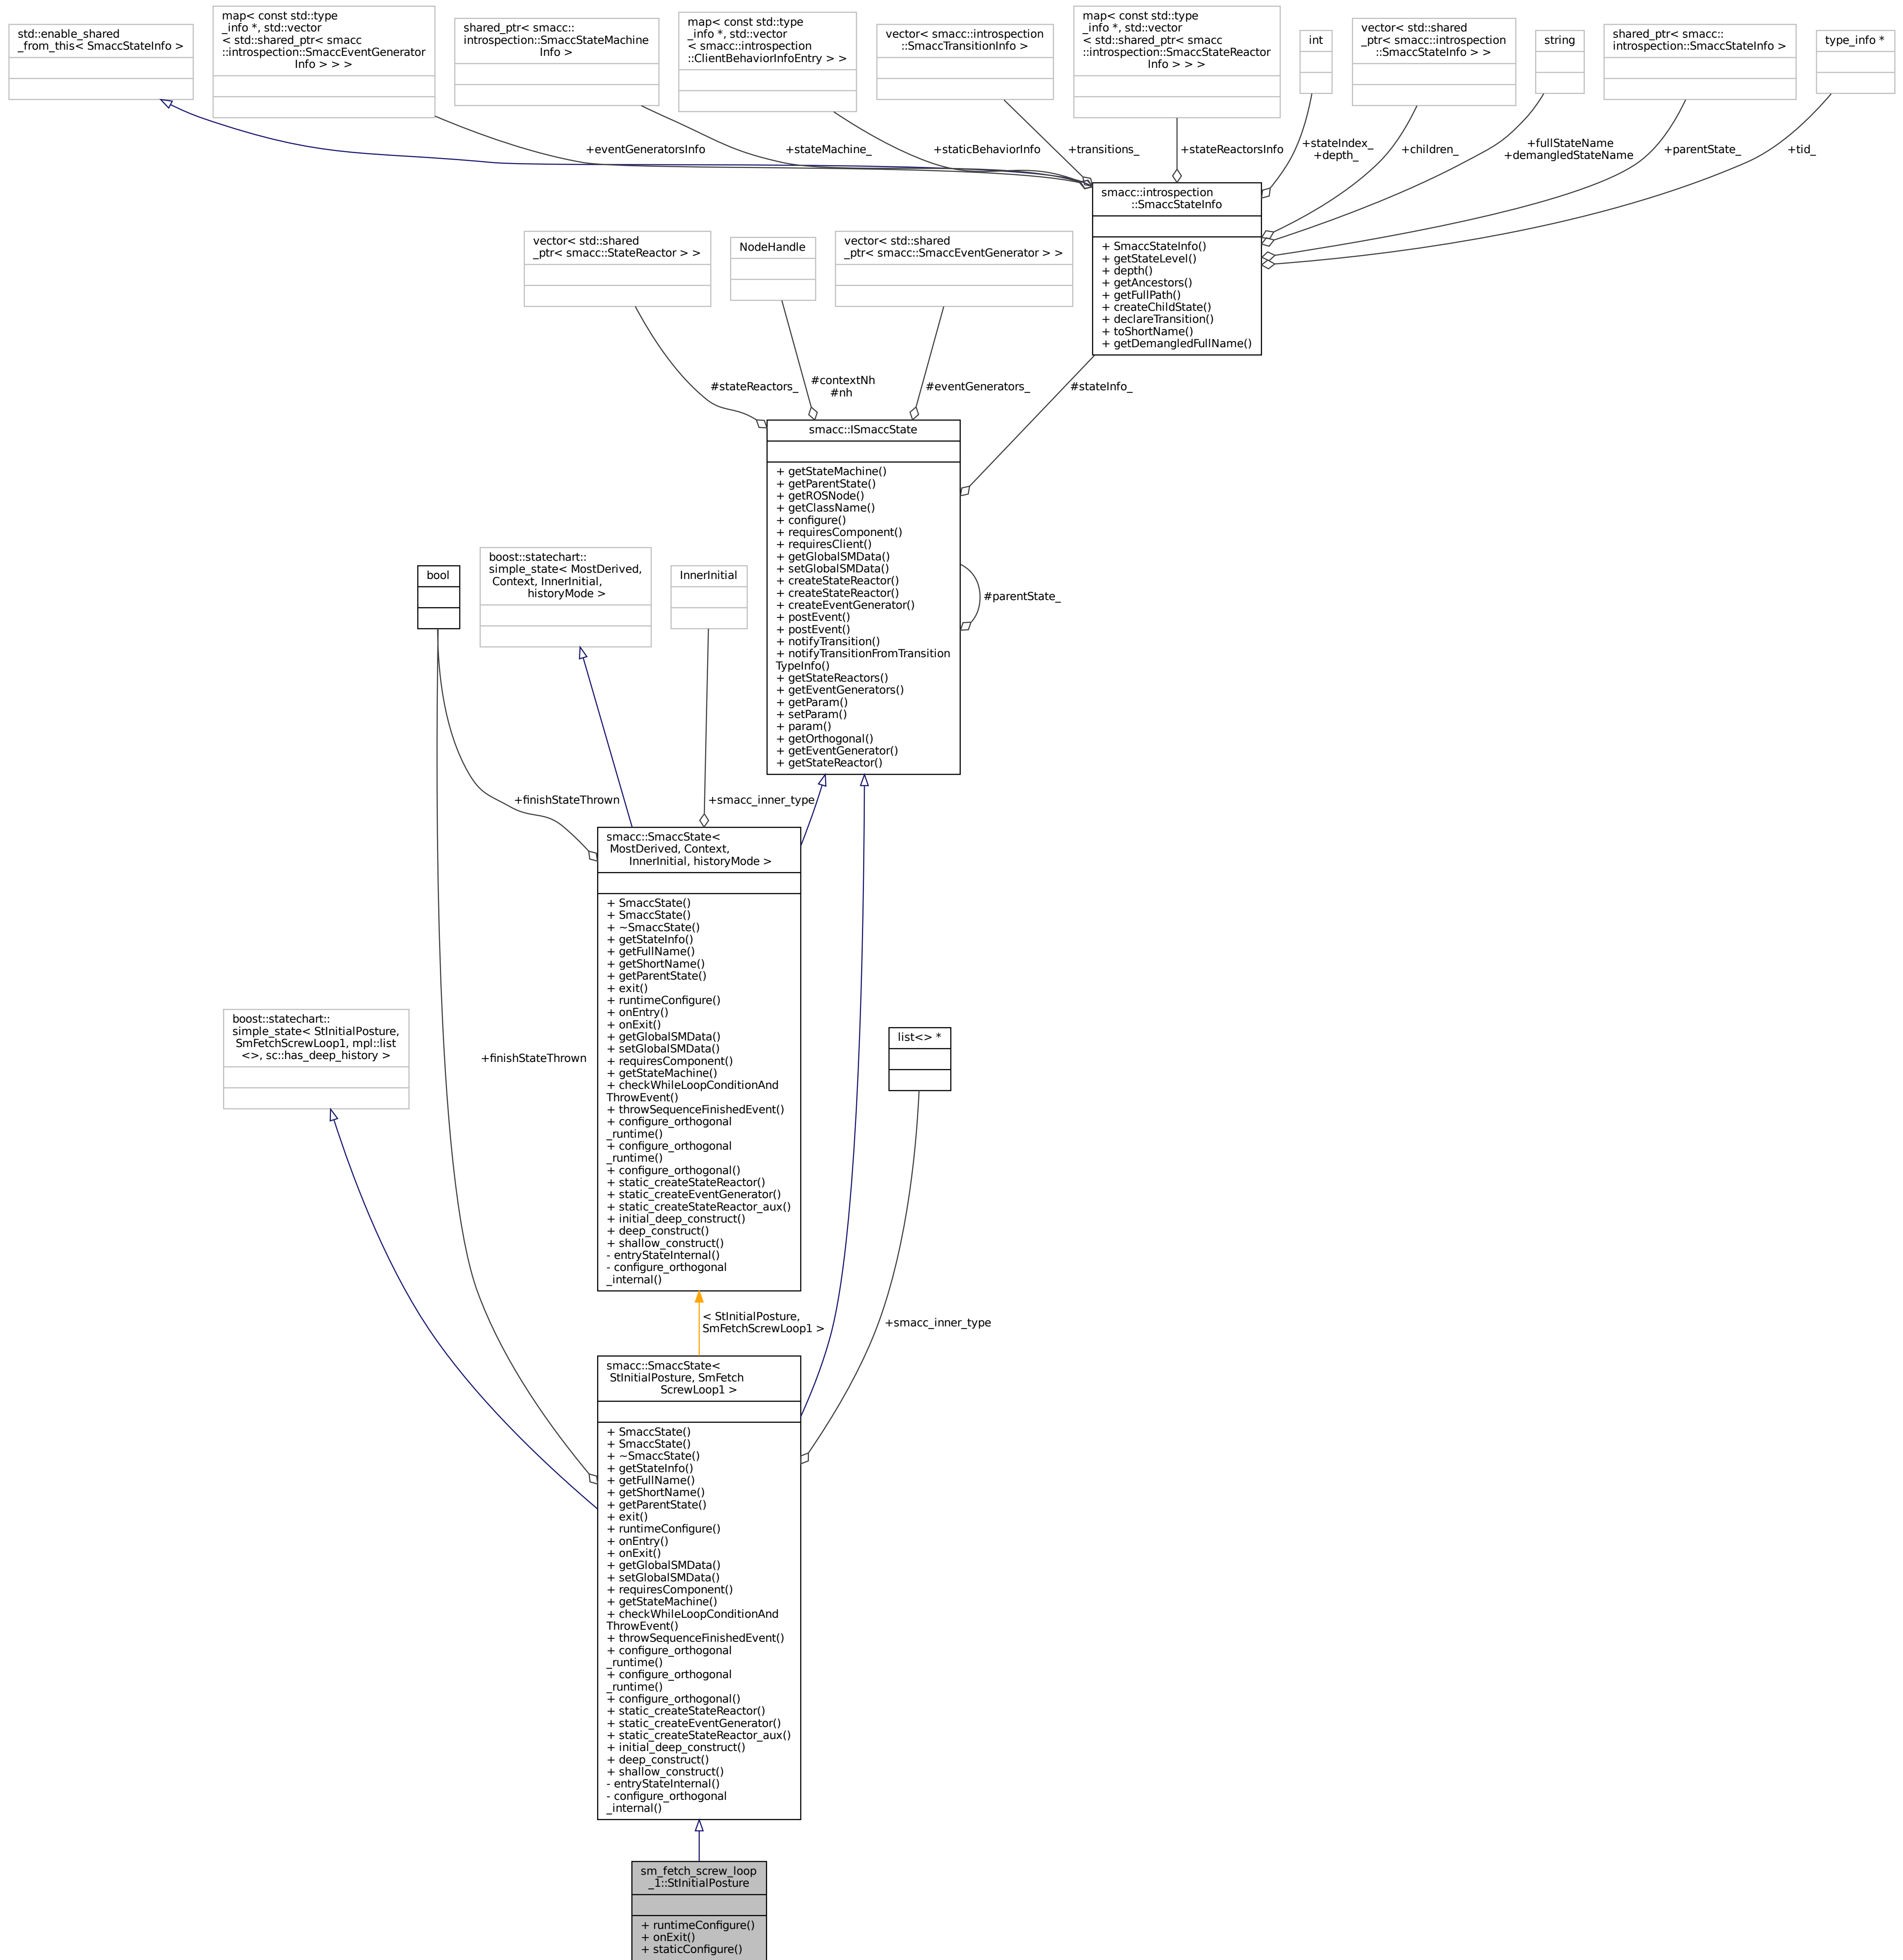 std::enable_shared
_from_this< SmaccStateInfo >
map< const std::type
_info *, std::vector
< std::shared_ptr< smacc
::introspection::SmaccEventGenerator
Info > > >
shared_ptr< smacc::
introspection::SmaccStateMachine
Info >
map< const std::type
_info *, std::vector
< smacc::introspection
::ClientBehaviorInfoEntry > >
vector< smacc::introspection
::SmaccTransitionInfo >
map< const std::type
_info *, std::vector
< std::shared_ptr< smacc
::introspection::SmaccStateReactor
Info > > >
int
vector< std::shared
_ptr< smacc::introspection
::SmaccStateInfo > >
string
shared_ptr< smacc::
introspection::SmaccStateInfo >
type_info *
+eventGeneratorsInfo
+stateMachine_
+staticBehaviorInfo
+transitions_
+stateReactorsInfo
+stateIndex_
+depth_
+children_
+fullStateName
+demangledStateName
+parentState_
+tid_
smacc::introspection
::SmaccStateInfo
+ SmaccStateInfo()
+ getStateLevel()
+ depth()
+ getAncestors()
+ getFullPath()
+ createChildState()
+ declareTransition()
+ toShortName()
+ getDemangledFullName()
vector< std::shared
_ptr< smacc::StateReactor > >
NodeHandle
vector< std::shared
_ptr< smacc::SmaccEventGenerator > >
#stateReactors_
#contextNh
#nh
#eventGenerators_
#stateInfo_
smacc::ISmaccState
+ getStateMachine()
+ getParentState()
+ getROSNode()
+ getClassName()
+ configure()
+ requiresComponent()
+ requiresClient()
+ getGlobalSMData()
+ setGlobalSMData()
+ createStateReactor()
+ createStateReactor()
+ createEventGenerator()
+ postEvent()
+ postEvent()
+ notifyTransition()
+ notifyTransitionFromTransition
TypeInfo()
+ getStateReactors()
+ getEventGenerators()
+ getParam()
+ setParam()
+ param()
+ getOrthogonal()
+ getEventGenerator()
+ getStateReactor()
#parentState_
bool
boost::statechart::
simple_state< MostDerived,
Context, InnerInitial,
historyMode >
InnerInitial
+finishStateThrown
+smacc_inner_type
smacc::SmaccState<
MostDerived, Context,
InnerInitial, historyMode >
+ SmaccState()
+ SmaccState()
+ ~SmaccState()
+ getStateInfo()
+ getFullName()
+ getShortName()
+ getParentState()
+ exit()
+ runtimeConfigure()
+ onEntry()
+ onExit()
+ getGlobalSMData()
+ setGlobalSMData()
+ requiresComponent()
+ getStateMachine()
+ checkWhileLoopConditionAnd
ThrowEvent()
+ throwSequenceFinishedEvent()
+ configure_orthogonal
_runtime()
+ configure_orthogonal
_runtime()
+ configure_orthogonal()
+ static_createStateReactor()
+ static_createEventGenerator()
+ static_createStateReactor_aux()
+ initial_deep_construct()
+ deep_construct()
+ shallow_construct()
- entryStateInternal()
- configure_orthogonal
_internal()
boost::statechart::
simple_state< StInitialPosture,
SmFetchScrewLoop1, mpl::list
<>, sc::has_deep_history >
+finishStateThrown
list<> *
< StInitialPosture,
SmFetchScrewLoop1 >
+smacc_inner_type
smacc::SmaccState<
StInitialPosture, SmFetch
ScrewLoop1 >
+ SmaccState()
+ SmaccState()
+ ~SmaccState()
+ getStateInfo()
+ getFullName()
+ getShortName()
+ getParentState()
+ exit()
+ runtimeConfigure()
+ onEntry()
+ onExit()
+ getGlobalSMData()
+ setGlobalSMData()
+ requiresComponent()
+ getStateMachine()
+ checkWhileLoopConditionAnd
ThrowEvent()
+ throwSequenceFinishedEvent()
+ configure_orthogonal
_runtime()
+ configure_orthogonal
_runtime()
+ configure_orthogonal()
+ static_createStateReactor()
+ static_createEventGenerator()
+ static_createStateReactor_aux()
+ initial_deep_construct()
+ deep_construct()
+ shallow_construct()
- entryStateInternal()
- configure_orthogonal
_internal()
sm_fetch_screw_loop
_1::StInitialPosture
+ runtimeConfigure()
+ onExit()
+ staticConfigure()